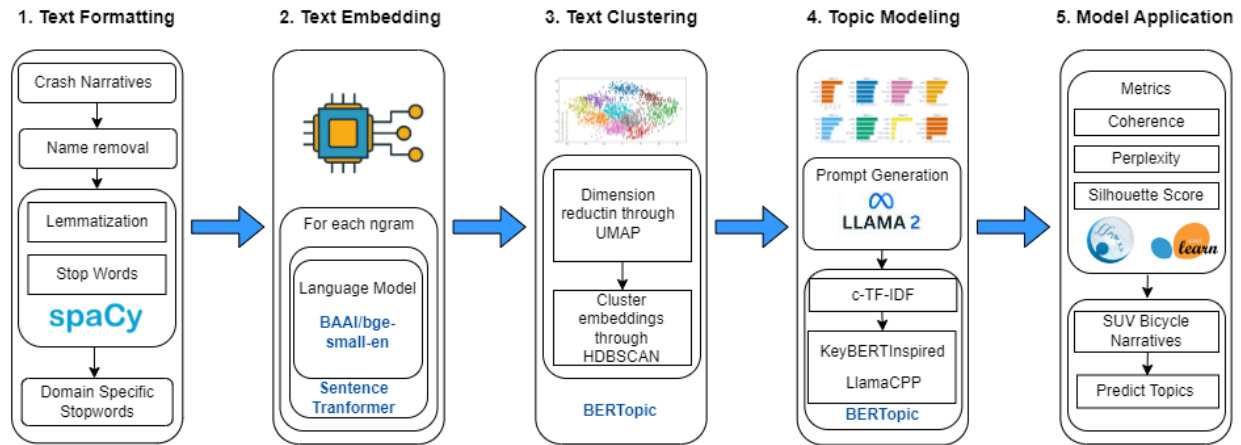 1. Text Formatting
2. Text Embedding
3. Text Clustering
4. Topic Modeling
5. Model Application
Crash Narratives
Name removal
Lemmatization
Stop Words
spaCy
Domain Specific
Stopwords
For each ngram
Language Model
BAAI/bge-
small-en
Sentence
Tranformer
Dimension
reductin through
UMAP
Cluster
embeddings
through
HDBSCAN
BERTopic
Prompt Generation
LLAMA 2
c-TF-IDF
KeyBERTInspired
LlamaCPP
BERTopic
Metrics
Coherence
Perplexity
Silhouette Score
learn
SUV Bicycle
Narratives
Predict Topics